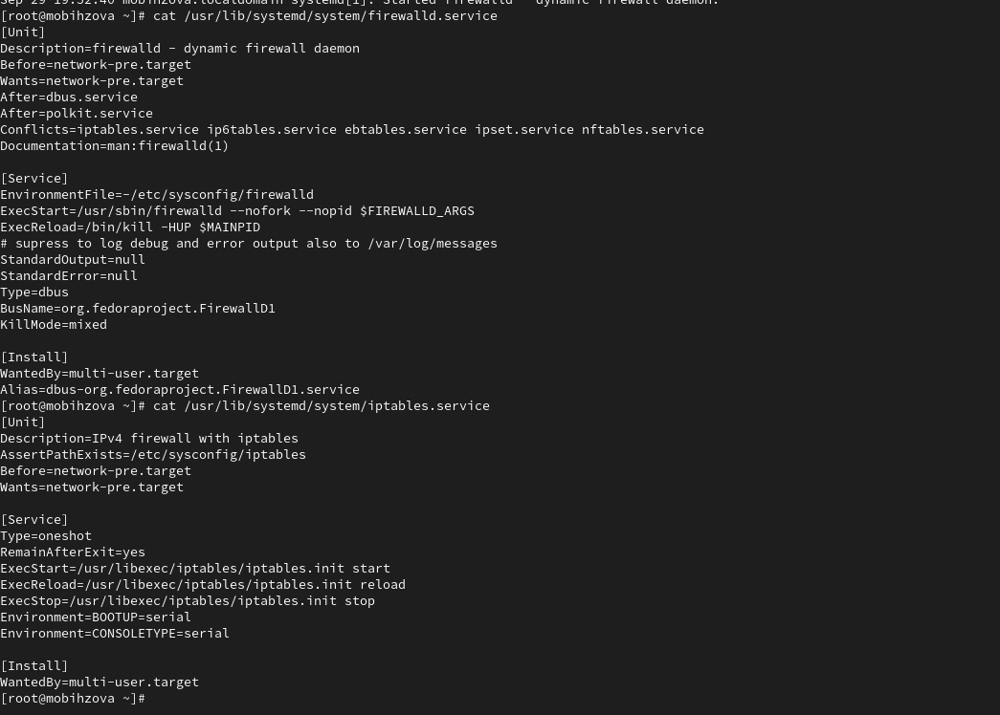 Sep 29 19:52:40 mobihzova.localdomain systemd[1]: Started firewalld - dynamic firewall daemon.
[root@mobihzova ~]# cat /usr/lib/systemd/system/firewalld.service
[Unit]
Description=firewalld - dynamic firewall daemon
Before=network-pre.target
Wants=network-pre.target
After=dbus.service
After=polkit.service
Conflicts=iptables.service ip6tables.service ebtables.service ipset.service nftables.service
Documentation=man:firewalld(1)

[Service]
EnvironmentFile=-/etc/sysconfig/firewalld
ExecStart=/usr/sbin/firewalld --nofork --nopid $FIREWALLD_ARGS
ExecReload=/bin/kill -HUP $MAINPID
# supress to log debug and error output also to /var/log/messages
StandardOutput=null
StandardError=null
Type=dbus
BusName=org.fedoraproject.FirewallD1
KillMode=mixed

[Install]
WantedBy=multi-user.target
Alias=dbus-org.fedoraproject.FirewallD1.service
[root@mobihzova ~]# cat /usr/lib/systemd/system/iptables.service
[Unit]
Description=IPv4 firewall with iptables
AssertPathExists=/etc/sysconfig/iptables
Before=network-pre.target
Wants=network-pre.target

[Service]
Type=oneshot
RemainAfterExit=yes
ExecStart=/usr/libexec/iptables/iptables.init start
ExecReload=/usr/libexec/iptables/iptables.init reload
ExecStop=/usr/libexec/iptables/iptables.init stop
Environment=BOOTUP=serial
Environment=CONSOLETYPE=serial

[Install]
WantedBy=multi-user.target
[root@mobihzova ~]#